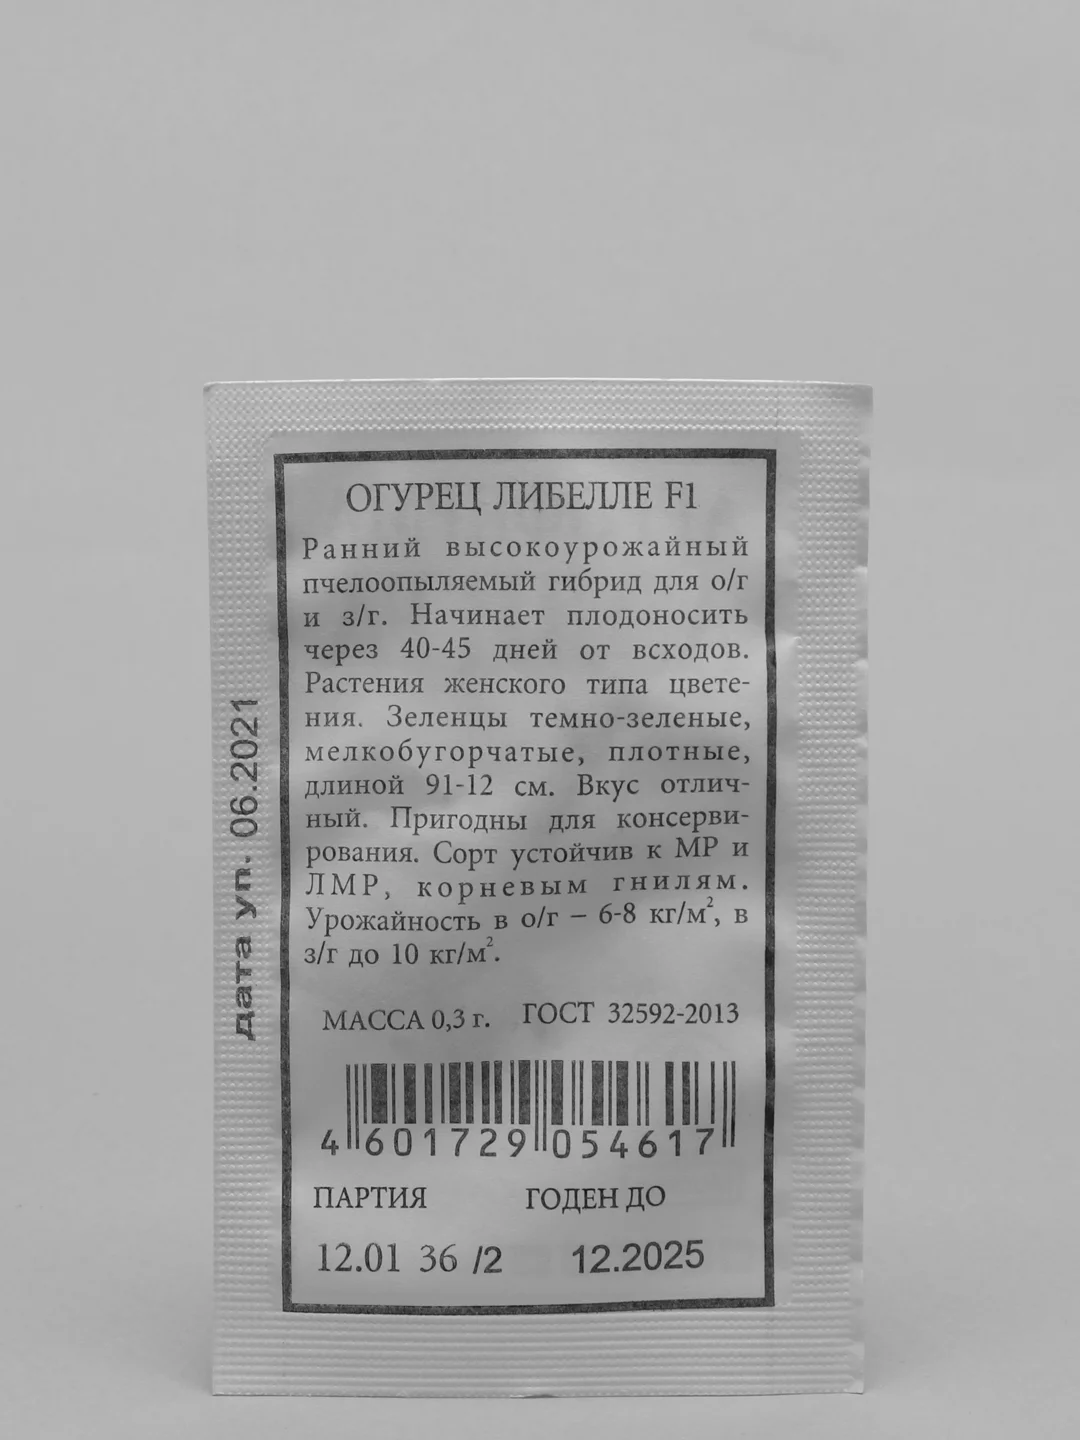 ОГУРЕЦ ЛИБЕЛЛЕ F1
Ранний высокоурожайный
пчелоопыляемый гибрид для о/г
и з/г. Начинает плодоносить
через 40-45 дней от всходов.
Растения женского типа цвете-
ния. Зеленцы темно-зеленые,
мелкобугорчатые, плотные,
длиной 91-12 см. Вкус отлич-
ный. Пригодны для консерви-
рования. Сорт устойчив к МР и
ЛМР, корневым гнилям.
Урожайность в о/г – 6-8 кг/м², в
з/г до 10 кг/м².
МАССА 0,3 г. ГОСТ 32592-2013
4 601729 054617
ПАРТИЯ ГОДЕН ДО
12.01 36 /2 12.2025
дата уп. 06.2021